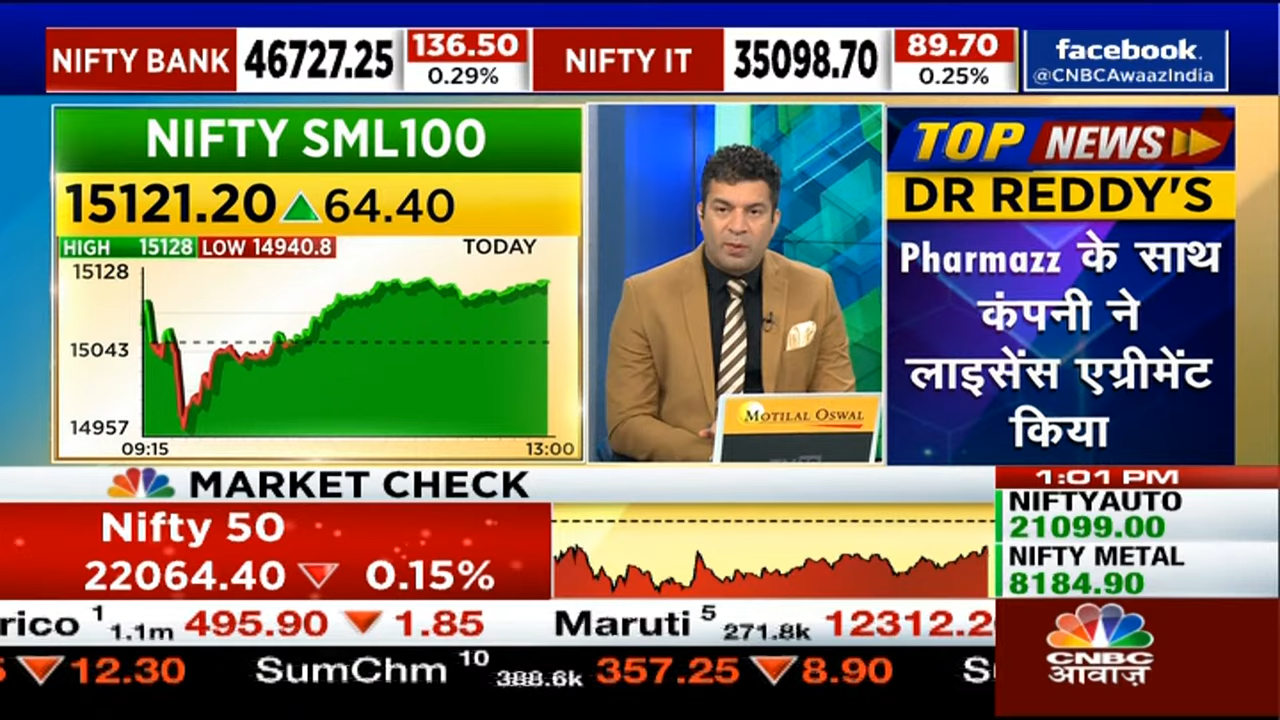 NIFTY BANK 46727.25 136.50 0.29% NIFTY IT 35098.70 89.70 0.25% facebook. @CNBCAwaazIndia
NIFTY SML100
15121.20 64.40
HIGH 15128 LOW 14940.8 TODAY
15128
15043
14957
09:15 13:00
MOTILAL OSWAL
TOP NEWS
DR REDDY'S
Pharmazz के साथ
कंपनी ने
लाइसेंस एग्रीमेंट
किया
MARKET CHECK
Nifty 50
22064.40 0.15%
1:01 PM
NIFTYAUTO
21099.00
NIFTY METAL
8184.90
rico 1 1.1m 495.90 1.85 Maruti 5 271.8k 12312.2
12.30 SumChm 10 388.6k 357.25 8.90
CNBC
आवाज़